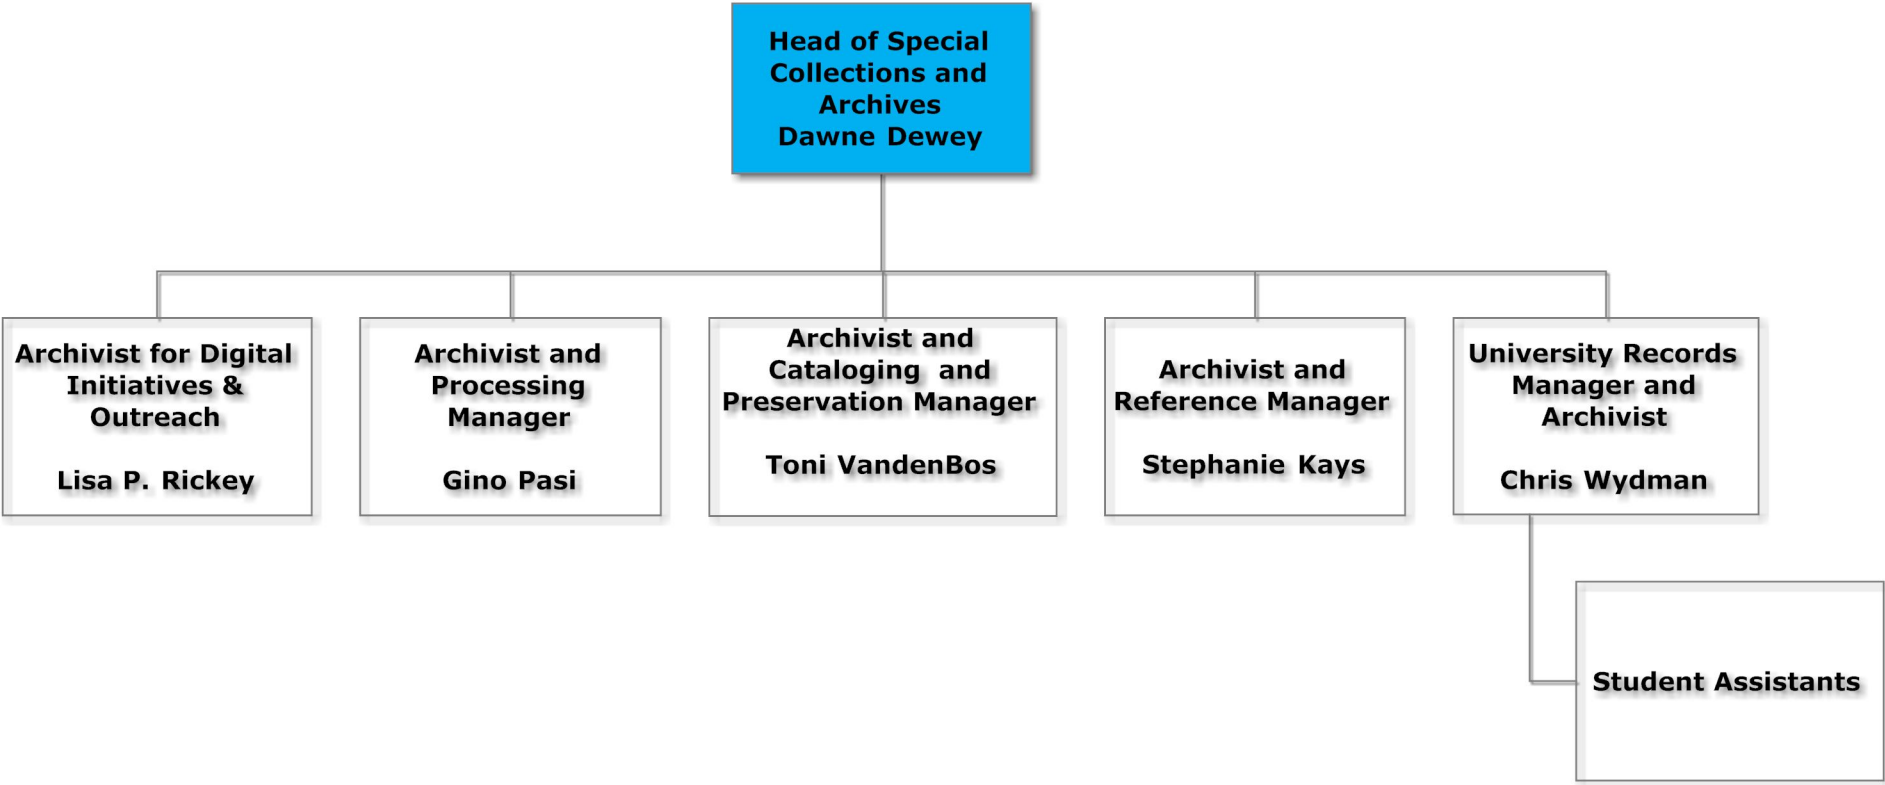 Head of Special
Collections and
Archives
Dawne Dewey
Archivist for Digital
Initiatives &
Outreach
Lisa P. Rickey
Archivist and
Processing
Manager
Gino Pasi
Archivist and
Cataloging and
Preservation Manager
Toni VandenBos
Archivist and
Reference Manager
Stephanie Kays
University Records
Manager and
Archivist
Chris Wydman
Student Assistants